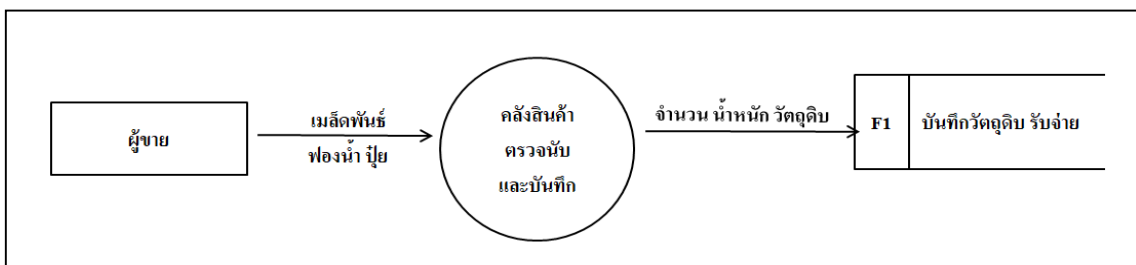 ผู้ขาย
เมล็ดพันธ์
ฟองน้ำ ปุ๋ย
คลังสินค้า
ตรวจนับ
และบันทึก
จำนวน น้ำหนัก วัตถุดิบ
F1
บันทึกวัตถุดิบ รับจ่าย